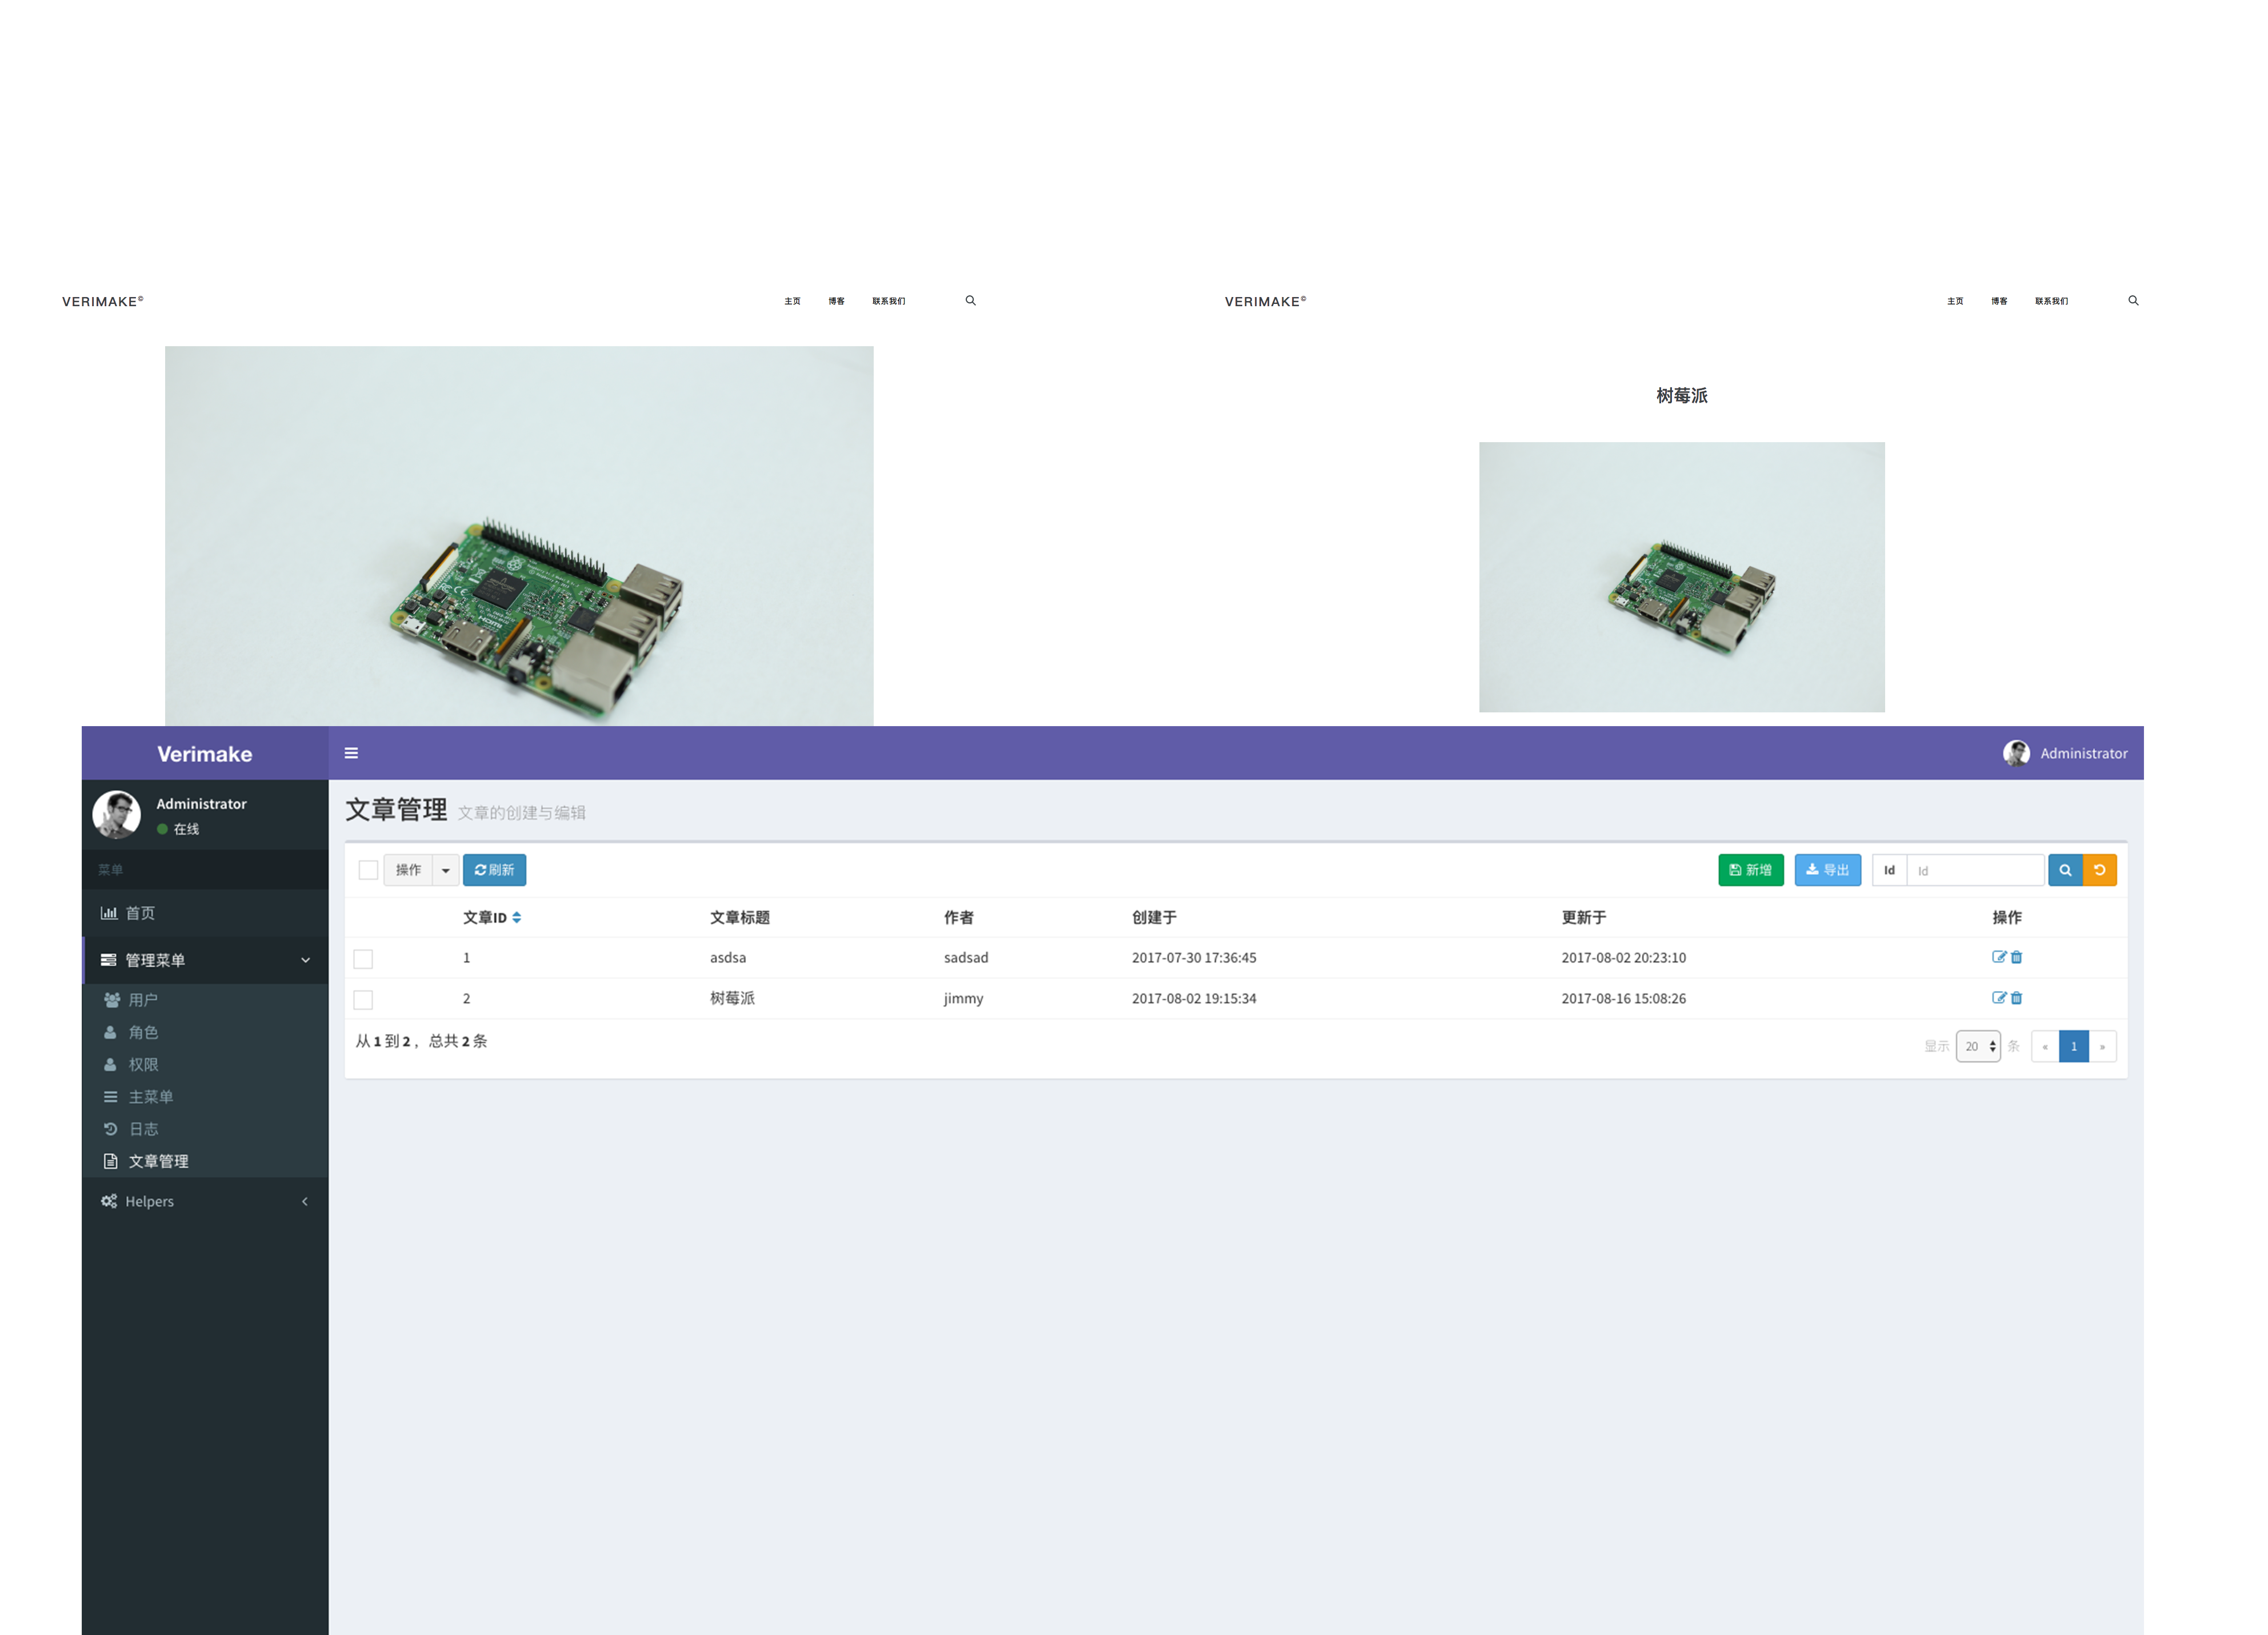 VERIMAKE©
主页 博客 联系我们
VERIMAKE©
主页 博客 联系我们
树莓派
Verimake
Administrator
Administrator
在线
菜单
首页
管理菜单
用户
角色
权限
主菜单
日志
文章管理
Helpers
文章管理 文章的创建与编辑
操作 刷新 新增 导出 Id Id
文章ID 文章标题 作者 创建于 更新于 操作
1 asdsa sadsad 2017-07-30 17:36:45 2017-08-02 20:23:10
2 树莓派 jimmy 2017-08-02 19:15:34 2017-08-16 15:08:26
从 1 到 2 ，总共 2 条
显示 20 条 « 1 »